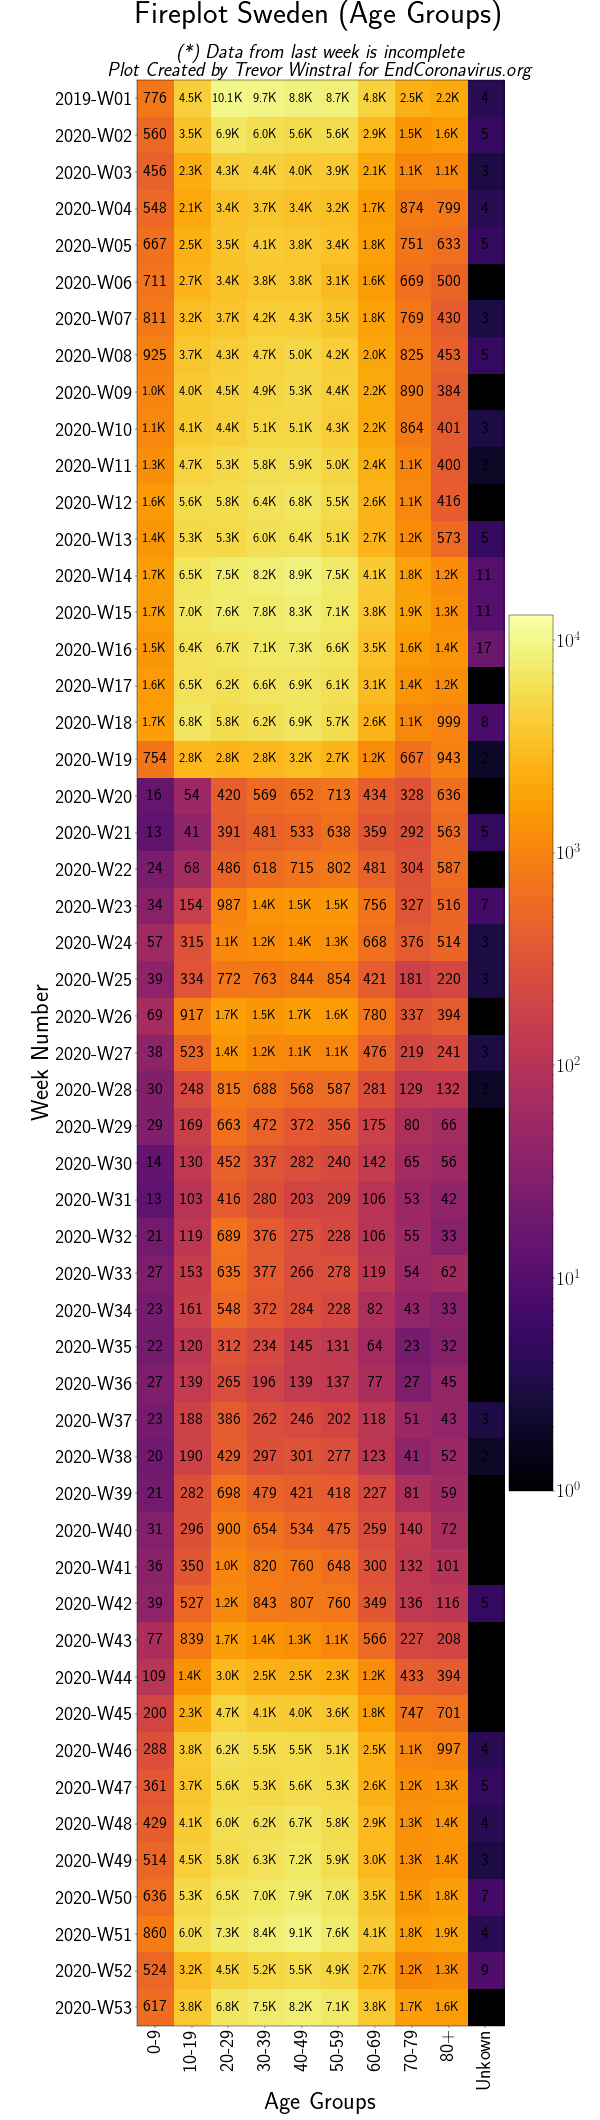 Fireplot Sweden (Age Groups)
(*) Data from last week is incomplete
Plot Created by Trevor Winstral for EndCoronavirus.org
2019-W01 776 4.5K 10.1K 9.7K 8.8K 8.7K 4.8K 2.5K 2.2K 4
2020-W02 560 3.5K 6.9K 6.0K 5.6K 5.6K 2.9K 1.5K 1.6K 5
2020-W03 456 2.3K 4.3K 4.4K 4.0K 3.9K 2.1K 1.1K 1.1K 3
2020-W04 548 2.1K 3.4K 3.7K 3.4K 3.2K 1.7K 874 799 4
2020-W05 667 2.5K 3.5K 4.1K 3.8K 3.4K 1.8K 751 633 5
2020-W06 711 2.7K 3.4K 3.8K 3.8K 3.1K 1.6K 669 500
2020-W07 811 3.2K 3.7K 4.2K 4.3K 3.5K 1.8K 769 430 3
2020-W08 925 3.7K 4.3K 4.7K 5.0K 4.2K 2.0K 825 453 5
2020-W09 1.0K 4.0K 4.5K 4.9K 5.3K 4.4K 2.2K 890 384
2020-W10 1.1K 4.1K 4.4K 5.1K 5.1K 4.3K 2.2K 864 401 3
2020-W11 1.3K 4.7K 5.3K 5.8K 5.9K 5.0K 2.4K 1.1K 400 2
2020-W12 1.6K 5.6K 5.8K 6.4K 6.8K 5.5K 2.6K 1.1K 416
2020-W13 1.4K 5.3K 5.3K 6.0K 6.4K 5.1K 2.7K 1.2K 573 5
2020-W14 1.7K 6.5K 7.5K 8.2K 8.9K 7.5K 4.1K 1.8K 1.2K 11
2020-W15 1.7K 7.0K 7.6K 7.8K 8.3K 7.1K 3.8K 1.9K 1.3K 11
2020-W16 1.5K 6.4K 6.7K 7.1K 7.3K 6.6K 3.5K 1.6K 1.4K 17
2020-W17 1.6K 6.5K 6.2K 6.6K 6.9K 6.1K 3.1K 1.4K 1.2K
2020-W18 1.7K 6.8K 5.8K 6.2K 6.9K 5.7K 2.6K 1.1K 999 8
2020-W19 754 2.8K 2.8K 2.8K 3.2K 2.7K 1.2K 667 943 2
2020-W20 16 54 420 569 652 713 434 328 636
2020-W21 13 41 391 481 533 638 359 292 563 5
2020-W22 24 68 486 618 715 802 481 304 587
2020-W23 34 154 987 1.4K 1.5K 1.5K 756 327 516 7
2020-W24 57 315 1.1K 1.2K 1.4K 1.3K 668 376 514 3
2020-W25 39 334 772 763 844 854 421 181 220 3
2020-W26 69 917 1.7K 1.5K 1.7K 1.6K 780 337 394
2020-W27 38 523 1.4K 1.2K 1.1K 1.1K 476 219 241 3
2020-W28 30 248 815 688 568 587 281 129 132 2
2020-W29 29 169 663 472 372 356 175 80 66
2020-W30 14 130 452 337 282 240 142 65 56
2020-W31 13 103 416 280 203 209 106 53 42
2020-W32 21 119 689 376 275 228 106 55 33
2020-W33 27 153 635 377 266 278 119 54 62
2020-W34 23 161 548 372 284 228 82 43 33
2020-W35 22 120 312 234 145 131 64 23 32
2020-W36 27 139 265 196 139 137 77 27 45
2020-W37 23 188 386 262 246 202 118 51 43 3
2020-W38 20 190 429 297 301 277 123 41 52 2
2020-W39 21 282 698 479 421 418 227 81 59
2020-W40 31 296 900 654 534 475 259 140 72
2020-W41 36 350 1.0K 820 760 648 300 132 101
2020-W42 39 527 1.2K 843 807 760 349 136 116 5
2020-W43 77 839 1.7K 1.4K 1.3K 1.1K 566 227 208
2020-W44 109 1.4K 3.0K 2.5K 2.5K 2.3K 1.2K 433 394
2020-W45 200 2.3K 4.7K 4.1K 4.0K 3.6K 1.8K 747 701
2020-W46 288 3.8K 6.2K 5.5K 5.5K 5.1K 2.5K 1.1K 997 4
2020-W47 361 3.7K 5.6K 5.3K 5.6K 5.3K 2.6K 1.2K 1.3K 5
2020-W48 429 4.1K 6.0K 6.2K 6.7K 5.8K 2.9K 1.3K 1.4K 4
2020-W49 514 4.5K 5.8K 6.3K 7.2K 5.9K 3.0K 1.3K 1.4K 3
2020-W50 636 5.3K 6.5K 7.0K 7.9K 7.0K 3.5K 1.5K 1.8K 7
2020-W51 860 6.0K 7.3K 8.4K 9.1K 7.6K 4.1K 1.8K 1.9K 4
2020-W52 524 3.2K 4.5K 5.2K 5.5K 4.9K 2.7K 1.2K 1.3K 9
2020-W53 617 3.8K 6.8K 7.5K 8.2K 7.1K 3.8K 1.7K 1.6K
0-9 10-19 20-29 30-39 40-49 50-59 60-69 70-79 80+ Unkown
Age Groups
Week Number
10⁴
10³
10²
10¹
10⁰